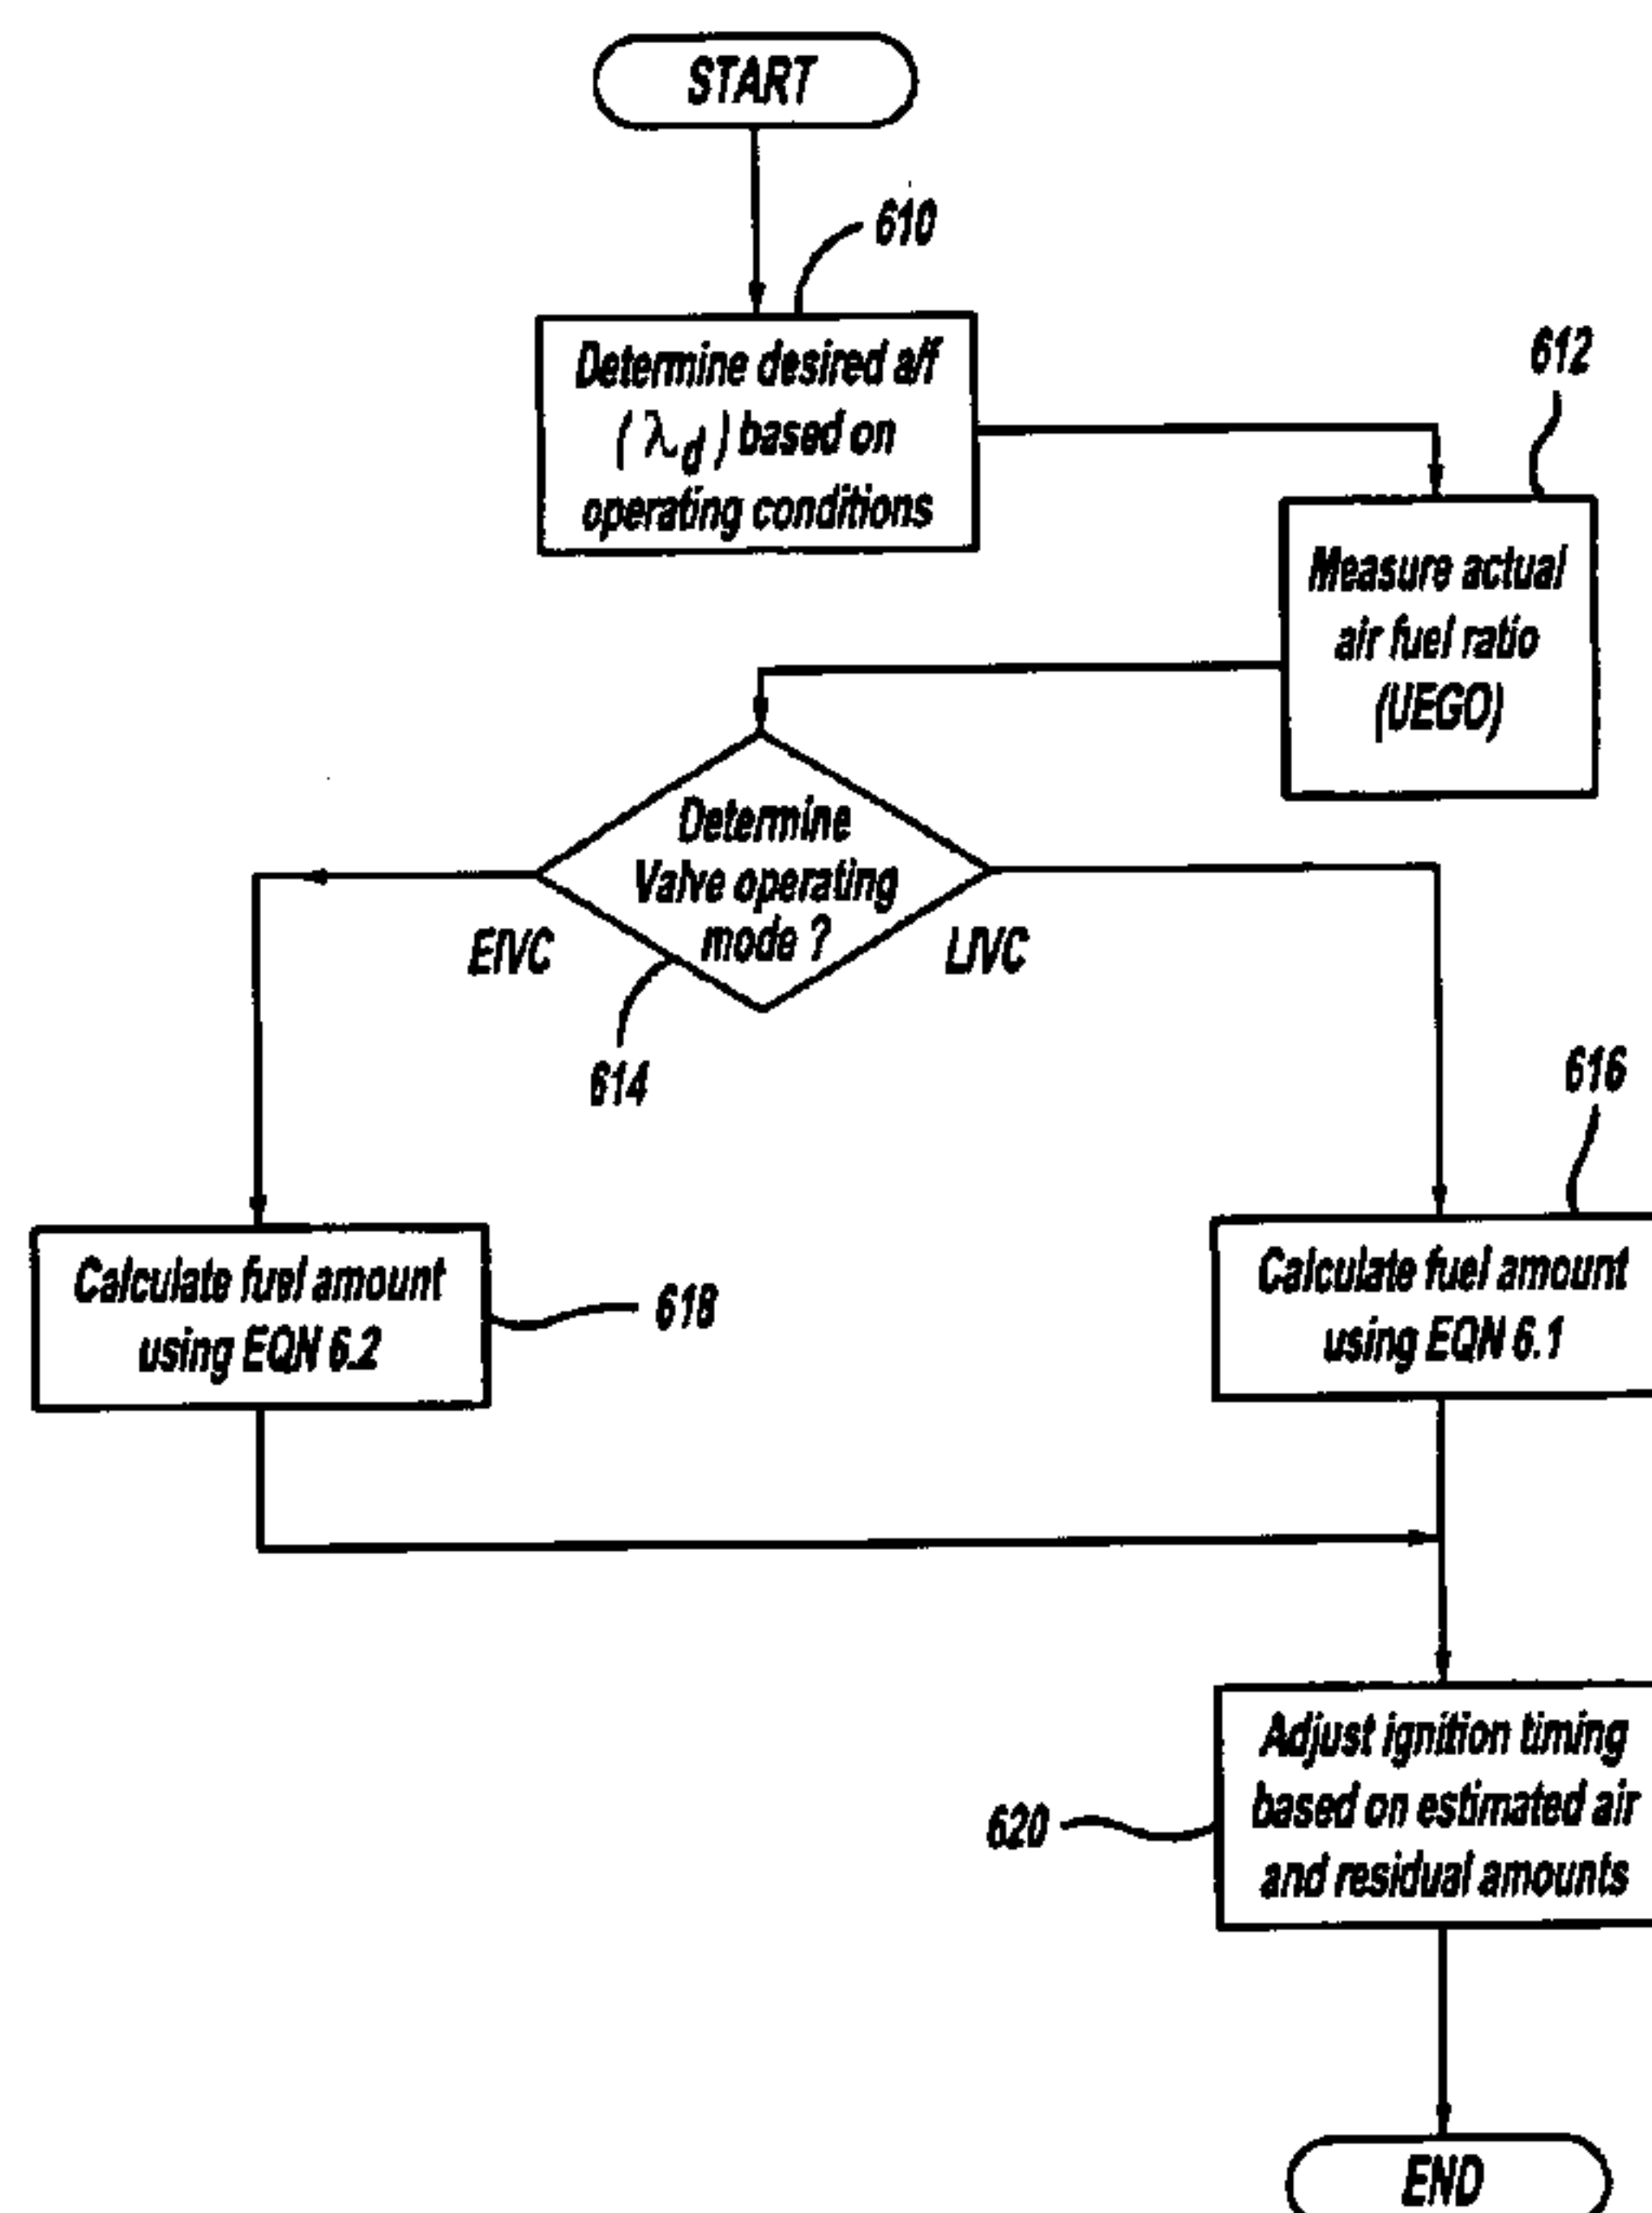 START
610
Determine desired a/f
(λd) based on
operating conditions
612
Measure actual
air fuel ratio
(UEGO)
Determine
Valve operating
mode ?
EIVC
LIVC
614
616
Calculate fuel amount
using EQN 6.2
618
Calculate fuel amount
using EQN 6.1
Adjust ignition timing
based on estimated air
and residual amounts
620
END